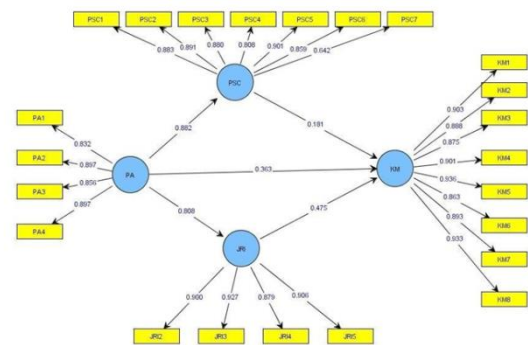 PSC1 PSC2 PSC3 PSC4 PSC5 PSC6 PSC7
0.883 0.891 0.880 0.808 0.901 0.859 0.642
PSC
KM1
KM2
KM3
KM4
KM5
KM6
KM7
KM8
0.903
0.888
0.875
0.901
0.936
0.863
0.893
0.933
KM
PA1
PA2
PA3
PA4
0.832
0.897
0.856
0.897
PA
0.882
0.181
0.363
0.808
0.475
JRI
0.900 0.927 0.879 0.906
JRI2 JRI3 JRI4 JRI5